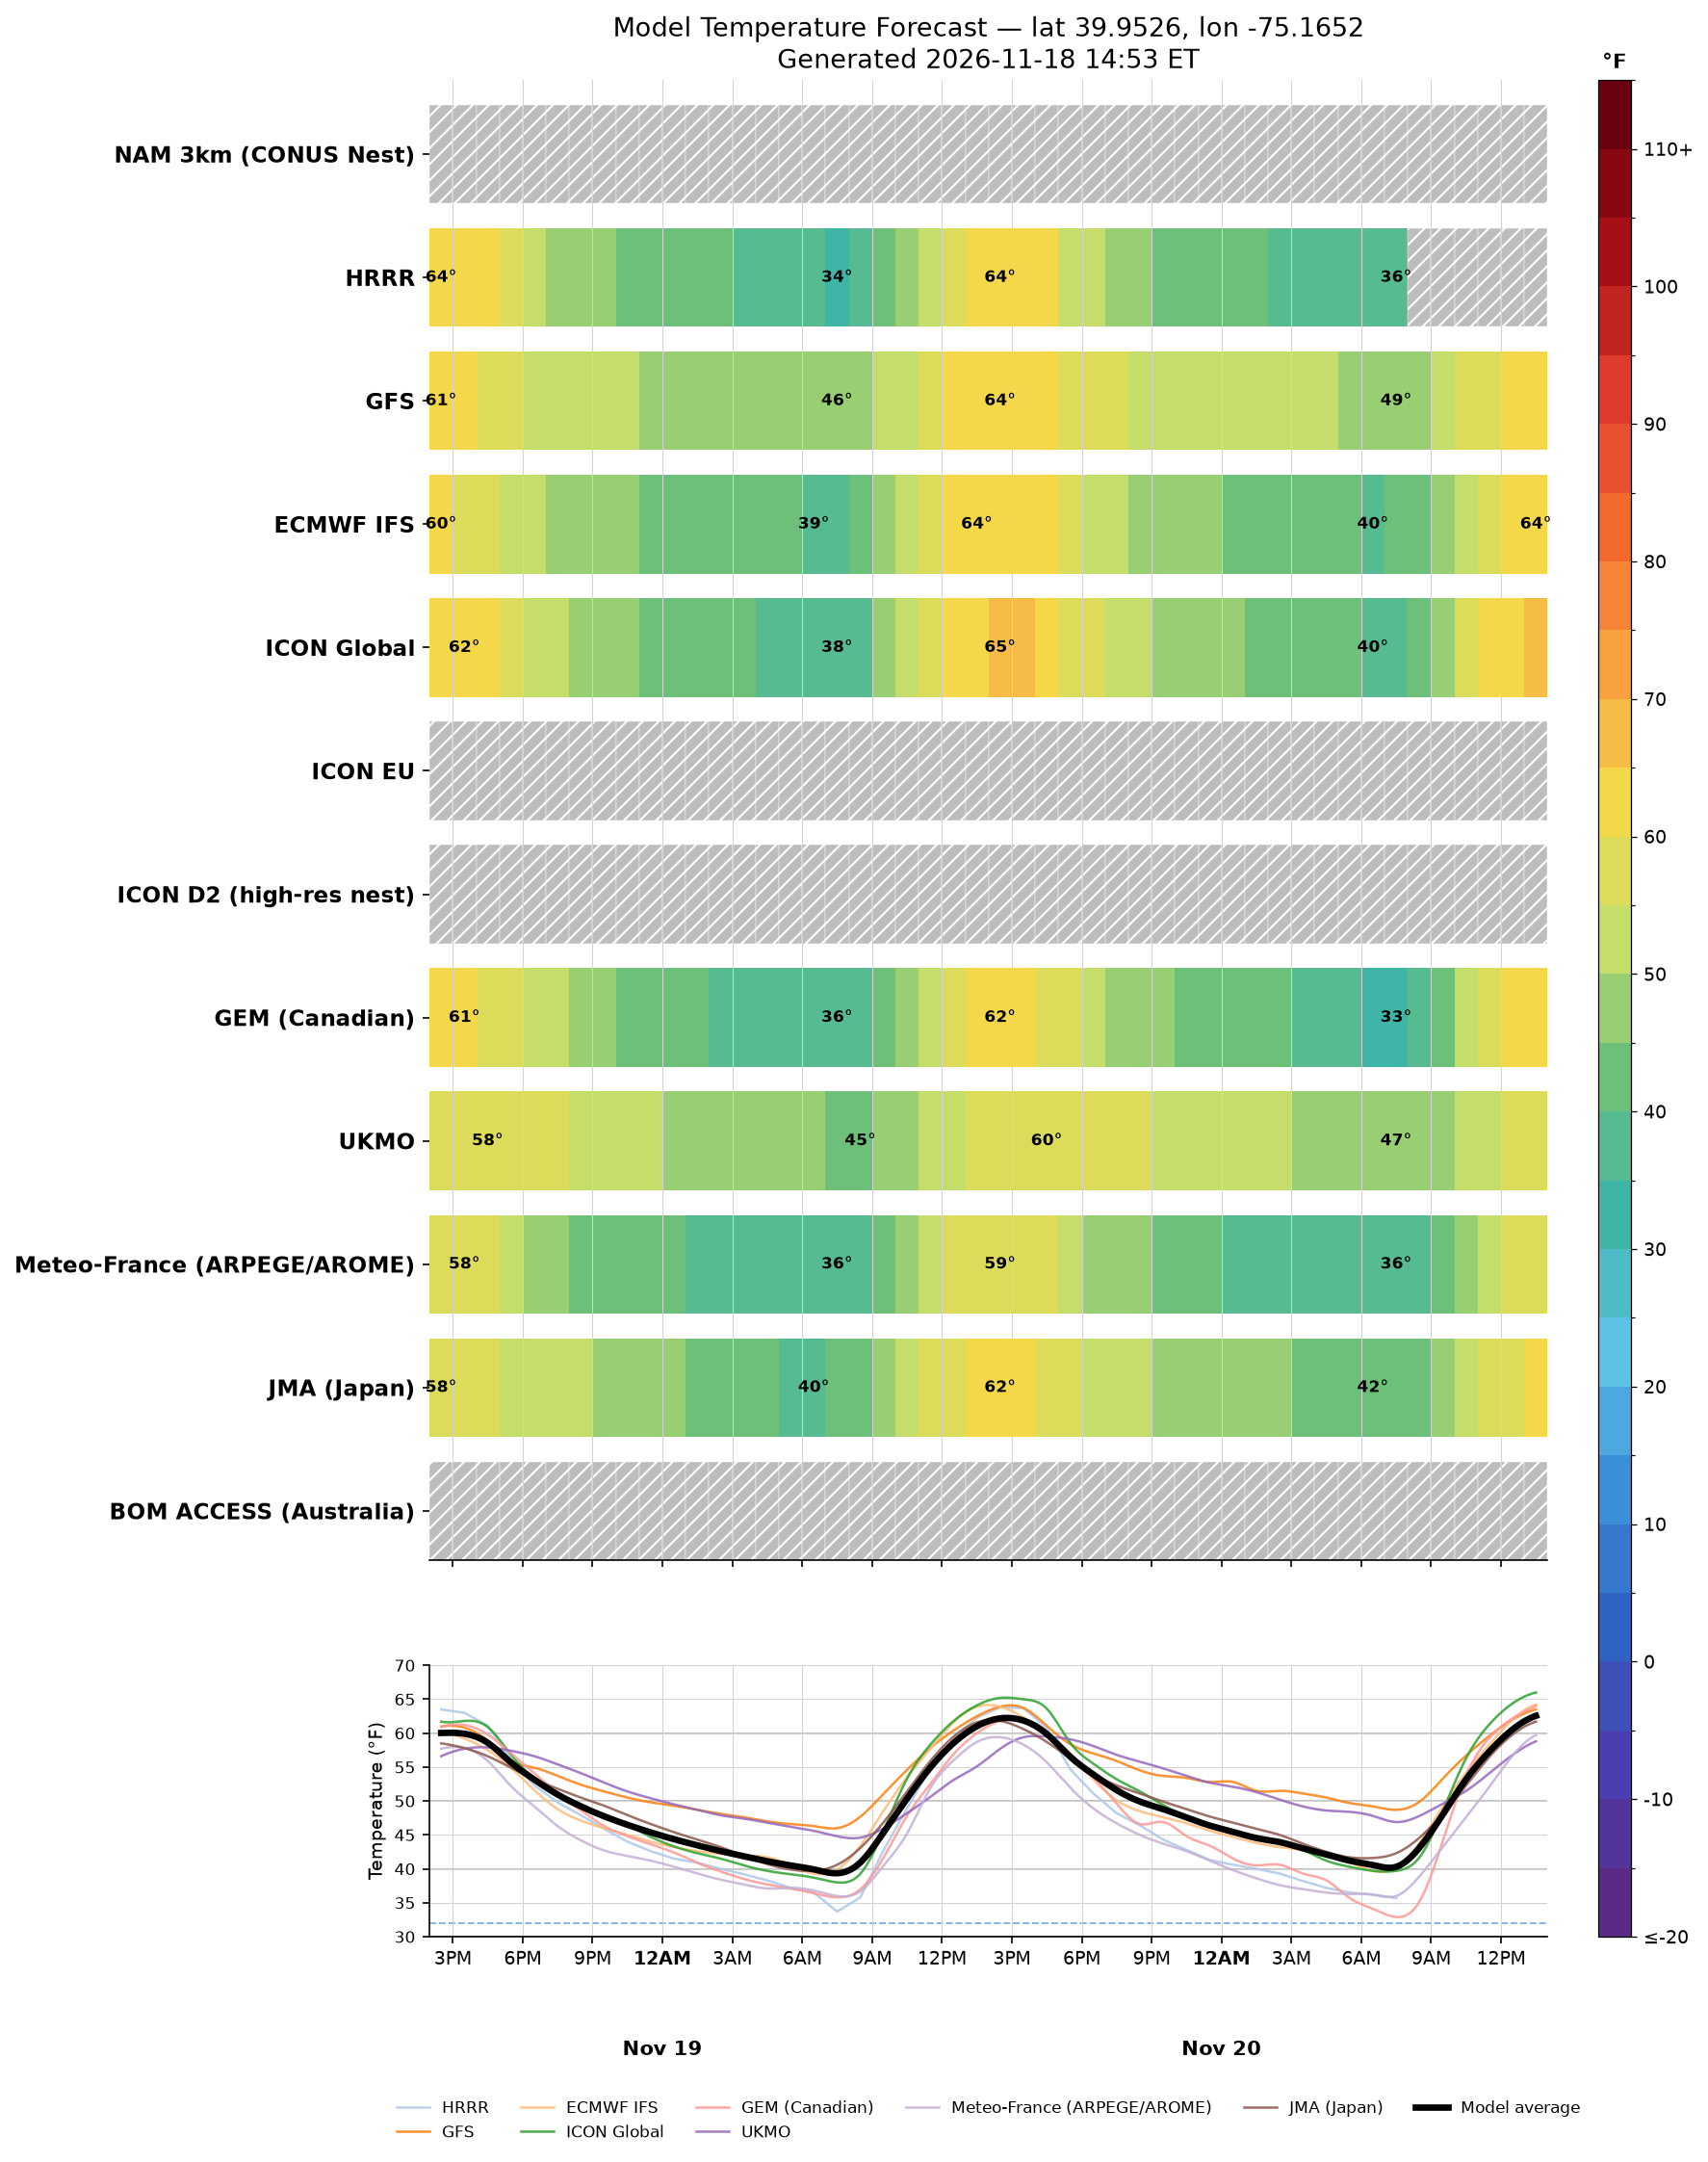 Model Temperature Forecast — lat 39.9526, lon -75.1652
Generated 2026-11-18 14:53 ET
°F
NAM 3km (CONUS Nest)
HRRR 64° 34° 64° 36°
GFS 61° 46° 64° 49°
ECMWF IFS 60° 39° 64° 40° 64°
ICON Global 62° 38° 65° 40°
ICON EU
ICON D2 (high-res nest)
GEM (Canadian) 61° 36° 62° 33°
UKMO 58° 45° 60° 47°
Meteo-France (ARPEGE/AROME) 58° 36° 59° 36°
JMA (Japan) 58° 40° 62° 42°
BOM ACCESS (Australia)
110+
100
90
80
70
60
50
40
30
20
10
0
-10
≤-20
Temperature (°F)
70
65
60
55
50
45
40
35
30
3PM 6PM 9PM 12AM 3AM 6AM 9AM 12PM 3PM 6PM 9PM 12AM 3AM 6AM 9AM 12PM
Nov 19 Nov 20
HRRR ECMWF IFS GEM (Canadian) Meteo-France (ARPEGE/AROME) JMA (Japan) Model average
GFS ICON Global UKMO